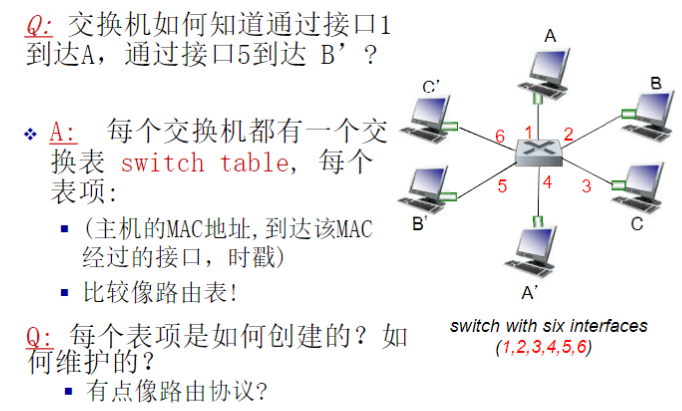 Q: 交换机如何知道通过接口1
到达A，通过接口5到达 B’?
A: 每个交换机都有一个交
换表 switch table, 每个
表项:
(主机的MAC地址,到达该MAC
经过的接口，时戳)
比较像路由表!
Q: 每个表项是如何创建的？如
何维护的？
有点像路由协议?
A
C’
B
6
1
2
5
4
3
B’
C
A’
switch with six interfaces
(1,2,3,4,5,6)